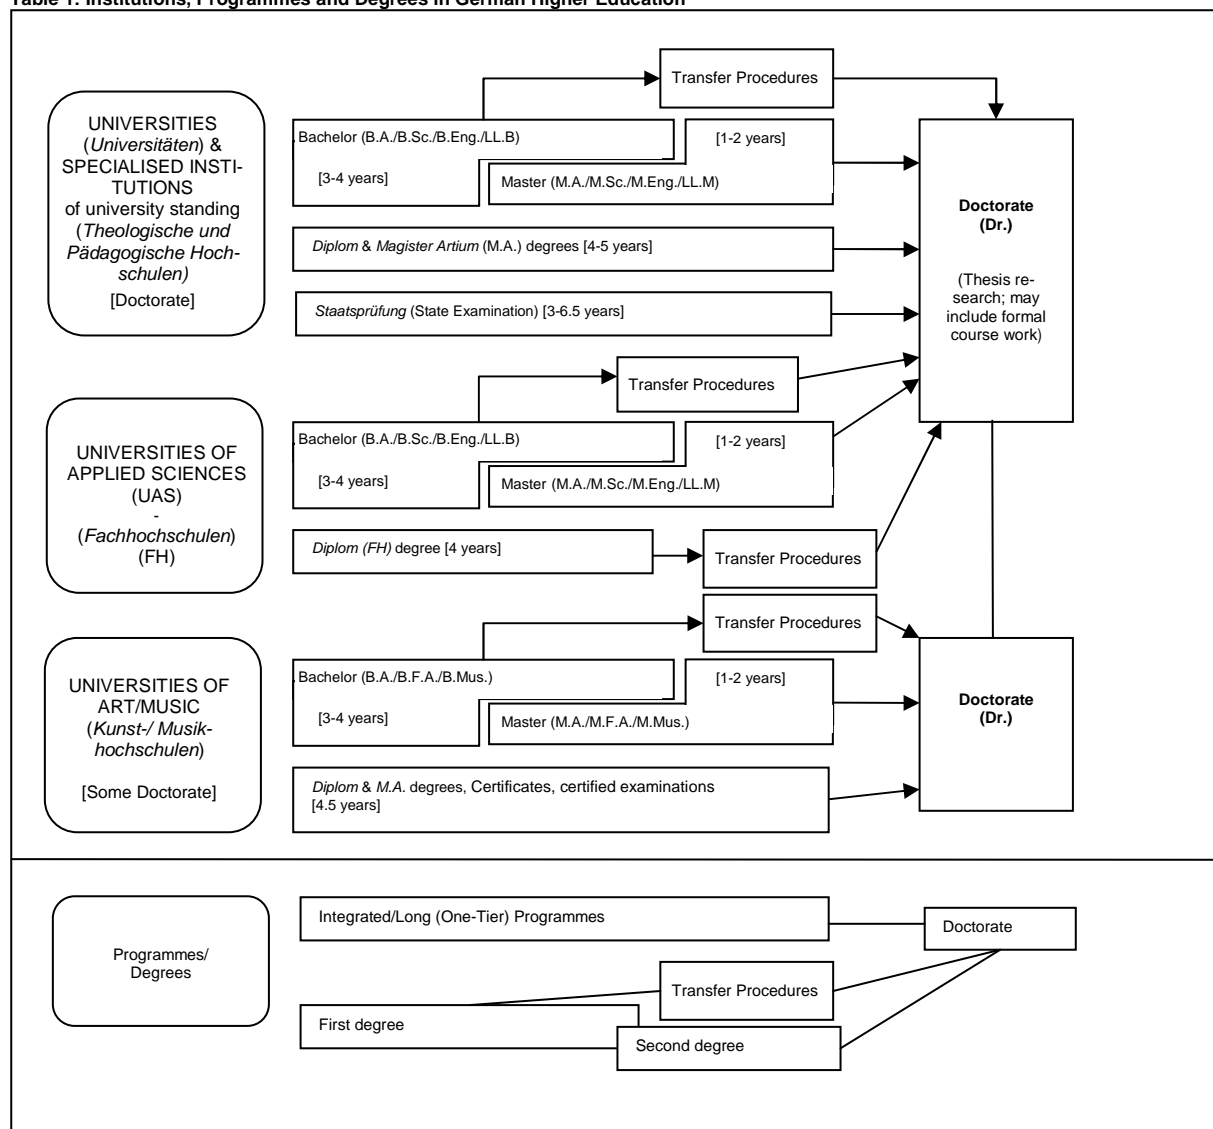 Table 1: Institutions, Programmes and Degrees in German Higher Education
Transfer Procedures
UNIVERSITIES
(Universitäten) &
SPECIALISED INSTI-
TUTIONS
of university standing
(Theologische und
Pädagogische Hoch-
schulen)
[Doctorate]
Bachelor (B.A./B.Sc./B.Eng./LL.B)
[3-4 years]
[1-2 years]
Master (M.A./M.Sc./M.Eng./LL.M)
Diplom & Magister Artium (M.A.) degrees [4-5 years]
Staatsprüfung (State Examination) [3-6.5 years]
Doctorate
(Dr.)
(Thesis re-
search; may
include formal
course work)
Transfer Procedures
UNIVERSITIES OF
APPLIED SCIENCES
(UAS)
-
(Fachhochschulen)
(FH)
Bachelor (B.A./B.Sc./B.Eng./LL.B)
[3-4 years]
[1-2 years]
Master (M.A./M.Sc./M.Eng./LL.M)
Diplom (FH) degree [4 years]
Transfer Procedures
Transfer Procedures
UNIVERSITIES OF
ART/MUSIC
(Kunst-/ Musik-
hochschulen)
[Some Doctorate]
Bachelor (B.A./B.F.A./B.Mus.)
[3-4 years]
[1-2 years]
Master (M.A./M.F.A./M.Mus.)
Diplom & M.A. degrees, Certificates, certified examinations
[4.5 years]
Doctorate
(Dr.)
Programmes/
Degrees
Integrated/Long (One-Tier) Programmes
Doctorate
Transfer Procedures
First degree
Second degree